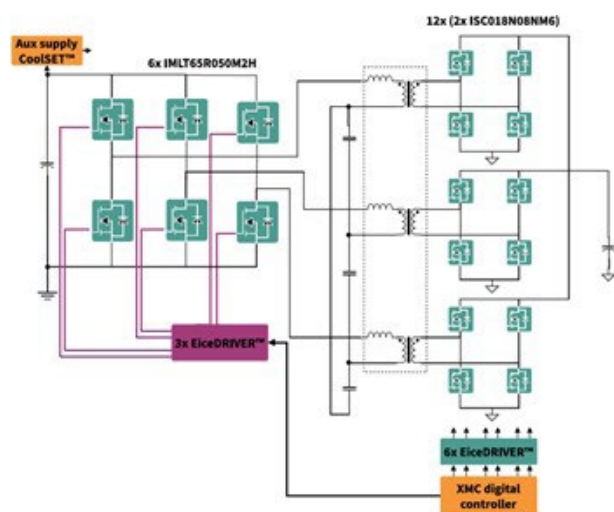 Aux supply
CoolSET™
6x IMLT65R050M2H
12x (2x ISC018N08NM6)
3x EiceDRIVER™
6x EiceDRIVER™
XMC digital
controller